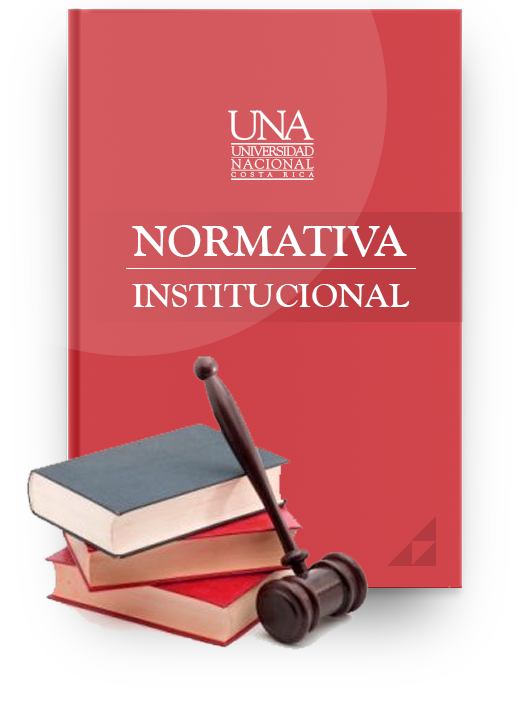 UNA
UNIVERSIDAD
NACIONAL
COSTA RICA
NORMATIVA
INSTITUCIONAL